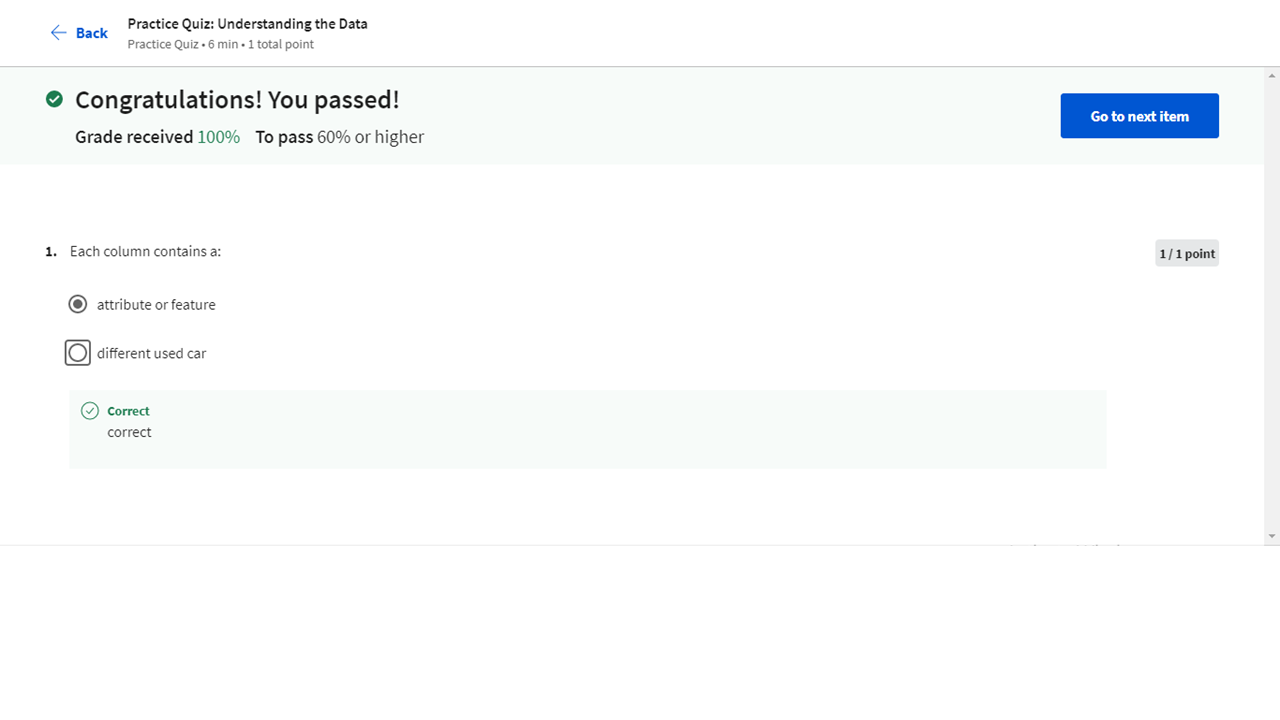 Back
Practice Quiz: Understanding the Data
Practice Quiz • 6 min • 1 total point
Congratulations! You passed!
Grade received 100% To pass 60% or higher
Go to next item
1. Each column contains a:
1 / 1 point
attribute or feature
different used car
Correct
correct